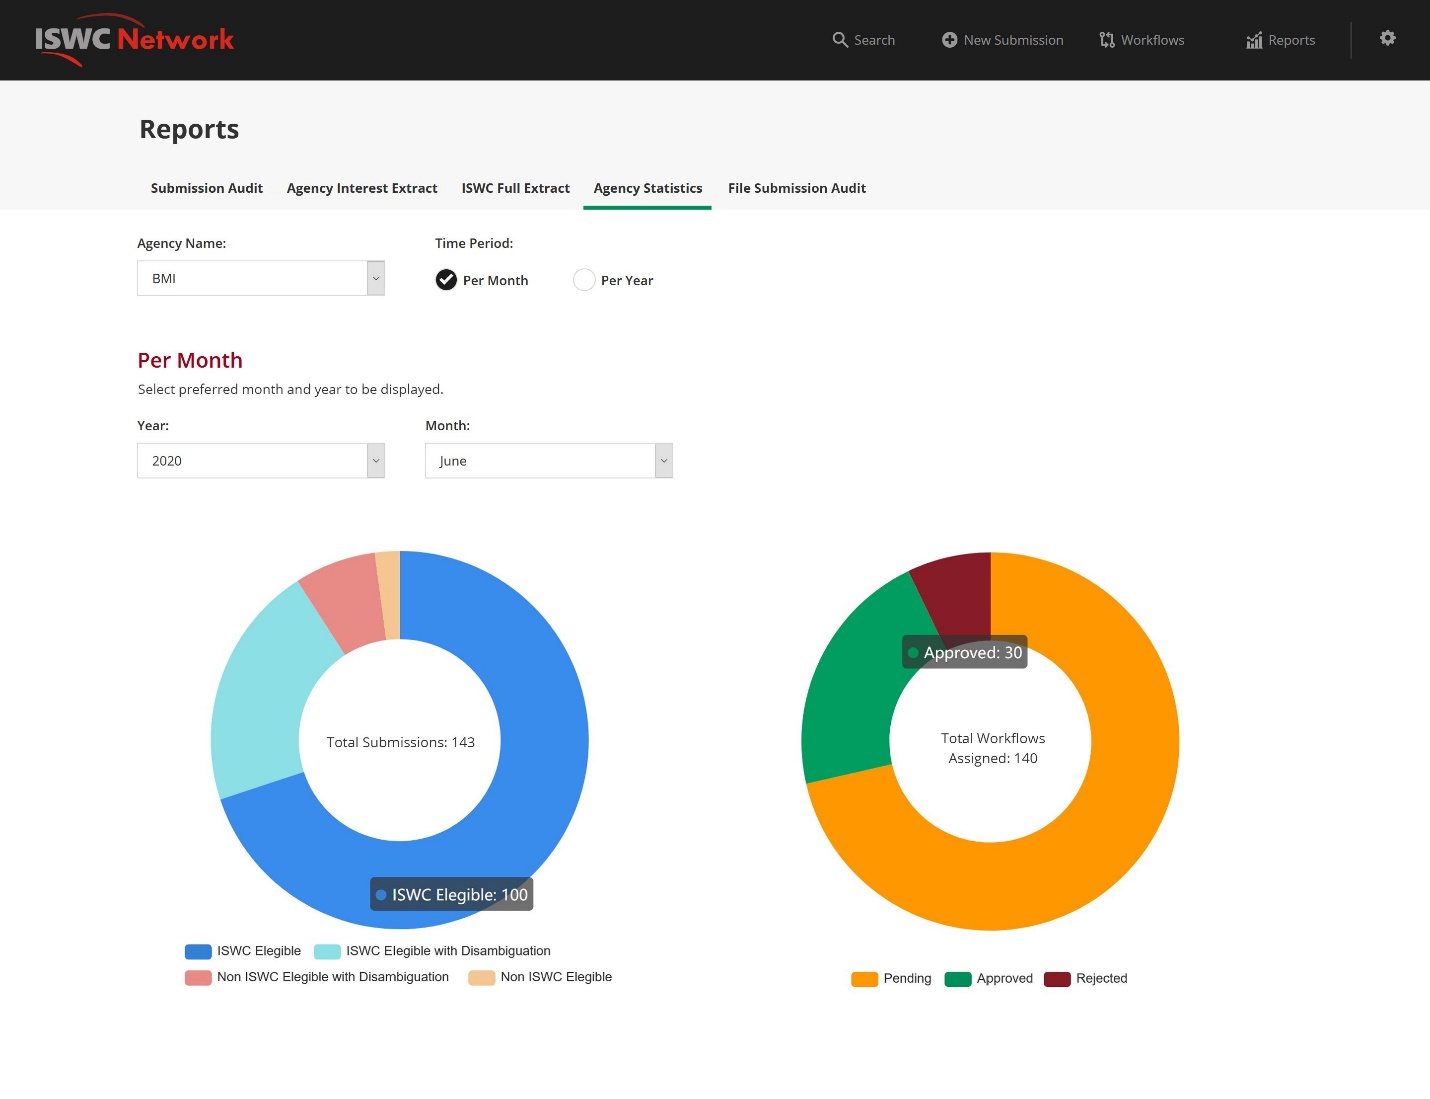 ISWC Network
Search
New Submission
Workflows
Reports
Reports
Submission Audit
Agency Interest Extract
ISWC Full Extract
Agency Statistics
File Submission Audit
Agency Name:
Time Period:
BMI
Per Month
Per Year
Per Month
Select preferred month and year to be displayed.
Year:
Month:
2020
June
Total Submissions: 143
ISWC Elegible: 100
ISWC Elegible
ISWC Elegible with Disambiguation
Non ISWC Elegible with Disambiguation
Non ISWC Elegible
Approved: 30
Total Workflows
Assigned: 140
Pending
Approved
Rejected